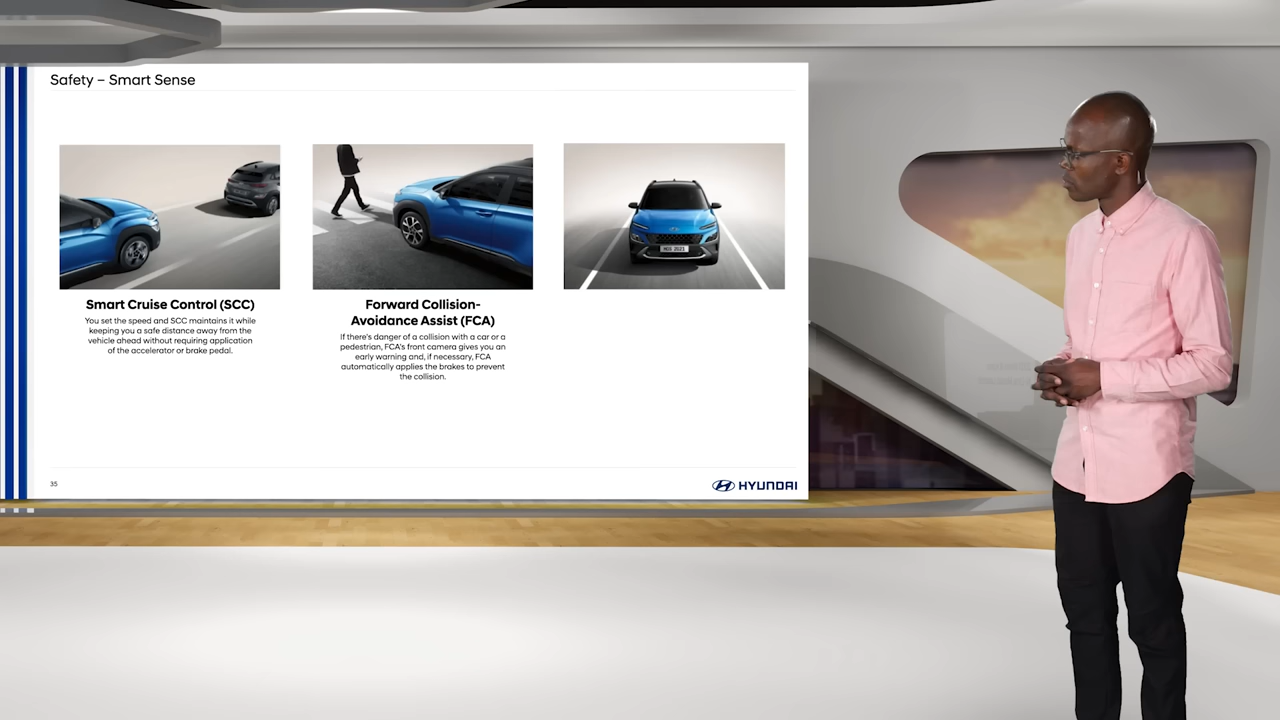 Safety – Smart Sense
Smart Cruise Control (SCC)
You set the speed and SCC maintains it while
keeping you a safe distance away from the
vehicle ahead without requiring application
of the accelerator or brake pedal.
Forward Collision-
Avoidance Assist (FCA)
If there's danger of a collision with a car or a
pedestrian, FCA's front camera gives you an
early warning and, if necessary, FCA
automatically applies the brakes to prevent
the collision.
35
HYUNDAI